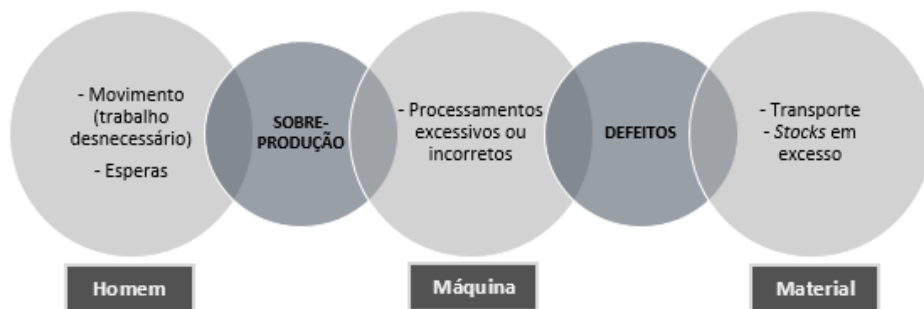 - Movimento
(trabalho
desnecessário)
- Esperas
SOBRE-
PRODUÇÃO
- Processamentos
excessivos ou
incorretos
DEFEITOS
- Transporte
- Stocks em
excesso
Homem
Máquina
Material